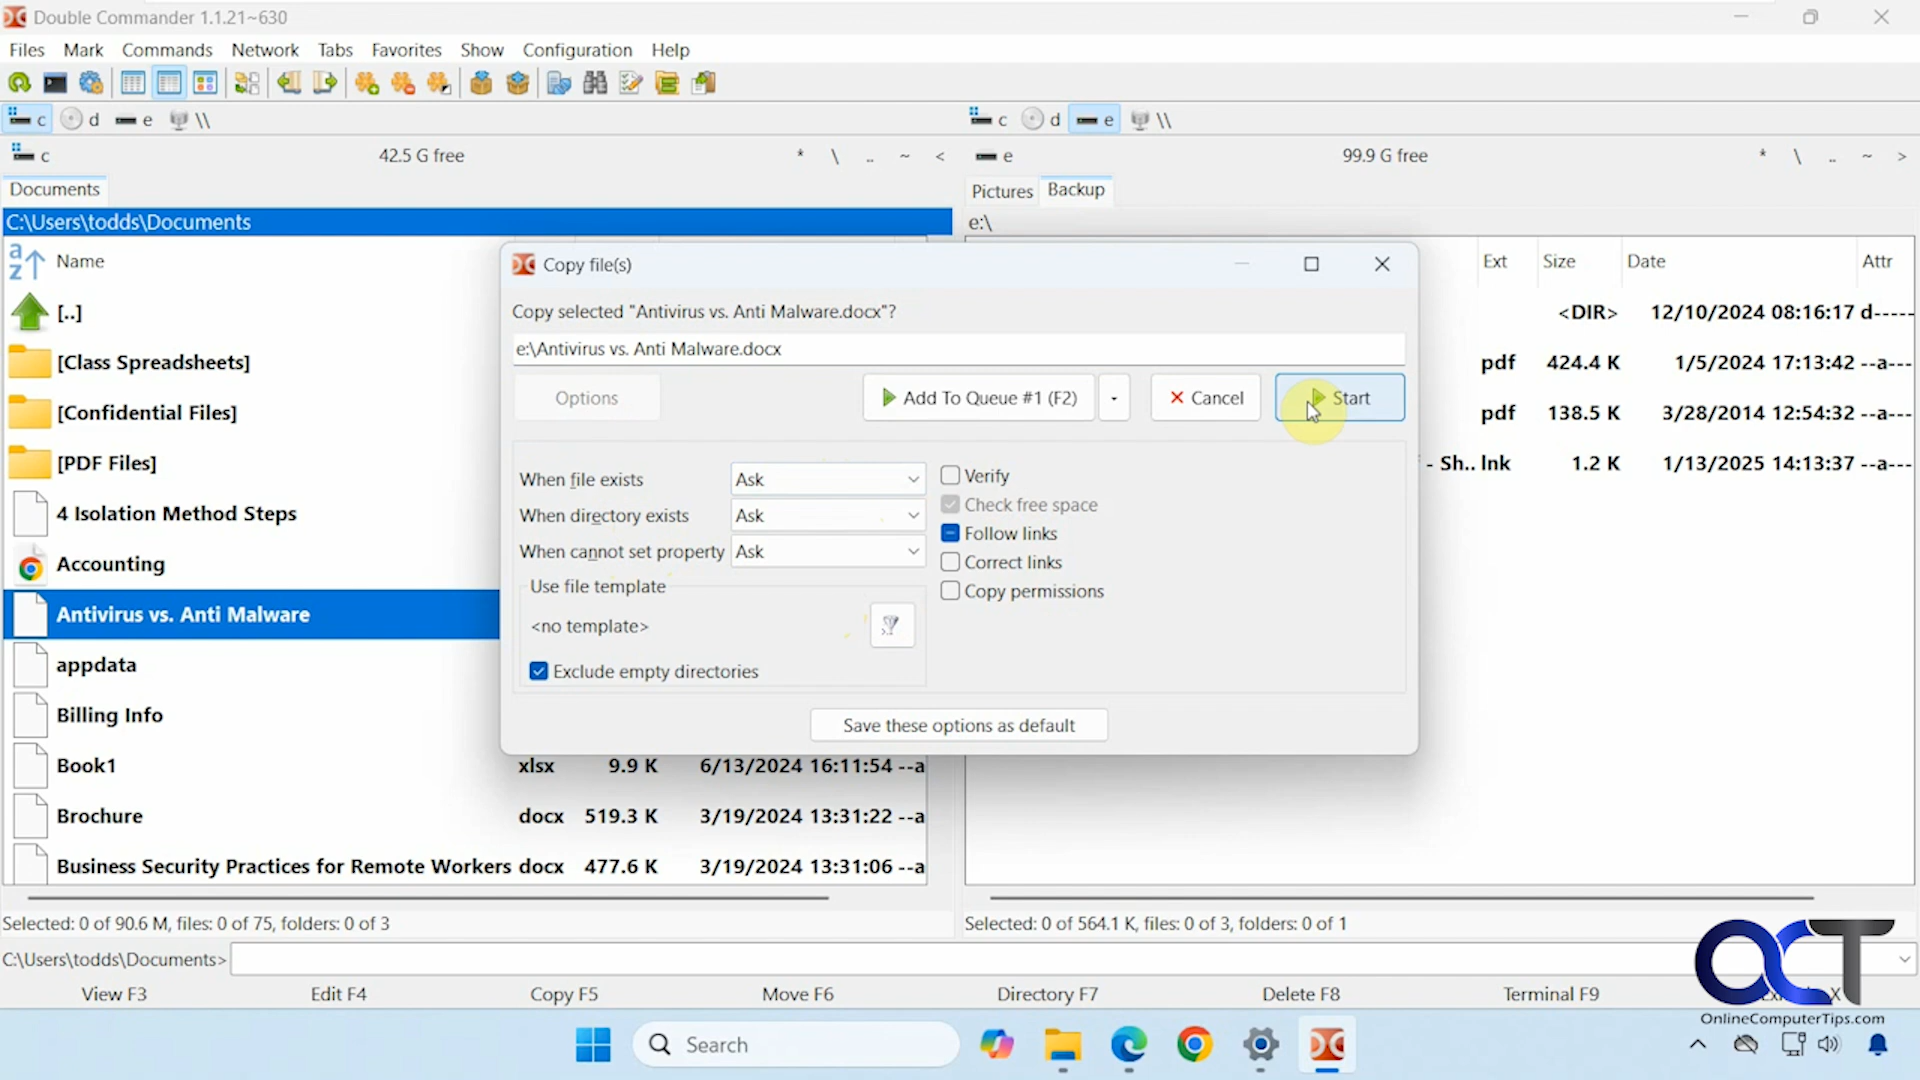 Double Commander 1.1.21~630
Files Mark Commands Network Tabs Favorites Show Configuration Help
c d e \\ c d e \\
c 42.5 G free * \ .. ~ < e 99.9 G free * \ .. ~ >
Documents Pictures Backup
C:\Users\todds\Documents e:\
Name Ext Size Date Attr
[..] <DIR> 12/10/2024 08:16:17 d-----
[Class Spreadsheets] pdf 424.4 K 1/5/2024 17:13:42 --a---
[Confidential Files] pdf 138.5 K 3/28/2014 12:54:32 --a---
[PDF Files] - Sh.. lnk 1.2 K 1/13/2025 14:13:37 --a---
4 Isolation Method Steps
Accounting
Antivirus vs. Anti Malware
appdata
Billing Info
Book1 xlsx 9.9 K 6/13/2024 16:11:54 --a
Brochure docx 519.3 K 3/19/2024 13:31:22 --a
Business Security Practices for Remote Workers docx 477.6 K 3/19/2024 13:31:06 --a
Copy file(s)
Copy selected "Antivirus vs. Anti Malware.docx"?
e:\Antivirus vs. Anti Malware.docx
Options Add To Queue #1 (F2) Cancel Start
When file exists Ask Verify
Check free space
When directory exists Ask Follow links
When cannot set property Ask Correct links
Use file template Copy permissions
<no template>
Exclude empty directories
Save these options as default
Selected: 0 of 90.6 M, files: 0 of 75, folders: 0 of 3 Selected: 0 of 564.1 K, files: 0 of 3, folders: 0 of 1
C:\Users\todds\Documents>
View F3 Edit F4 Copy F5 Move F6 Directory F7 Delete F8 Terminal F9
OCT
OnlineComputerTips.com
Search